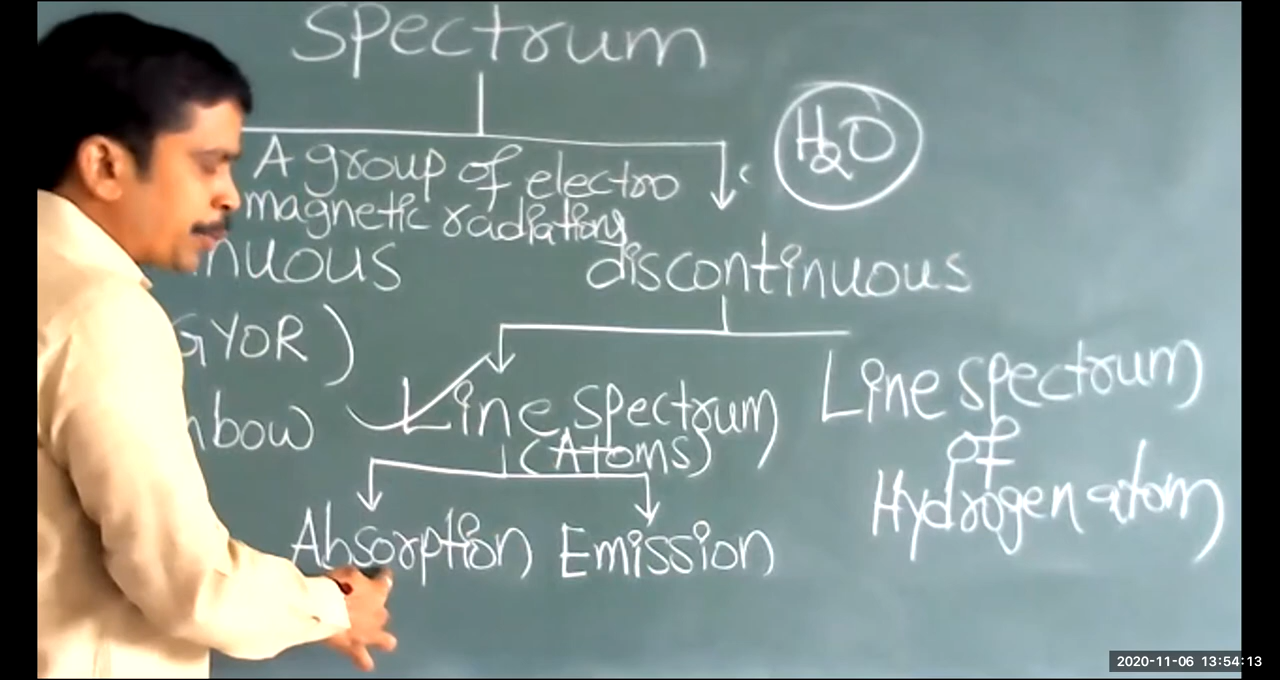 Spectrum
H2O
A group of electro
magnetic radiations
nuous
discontinuous
GYOR)
Line spectrum
bow
Line spectrum
(Atoms)
of
Hydrogen atom
Absorption Emission
2020-11-06 13:54:13